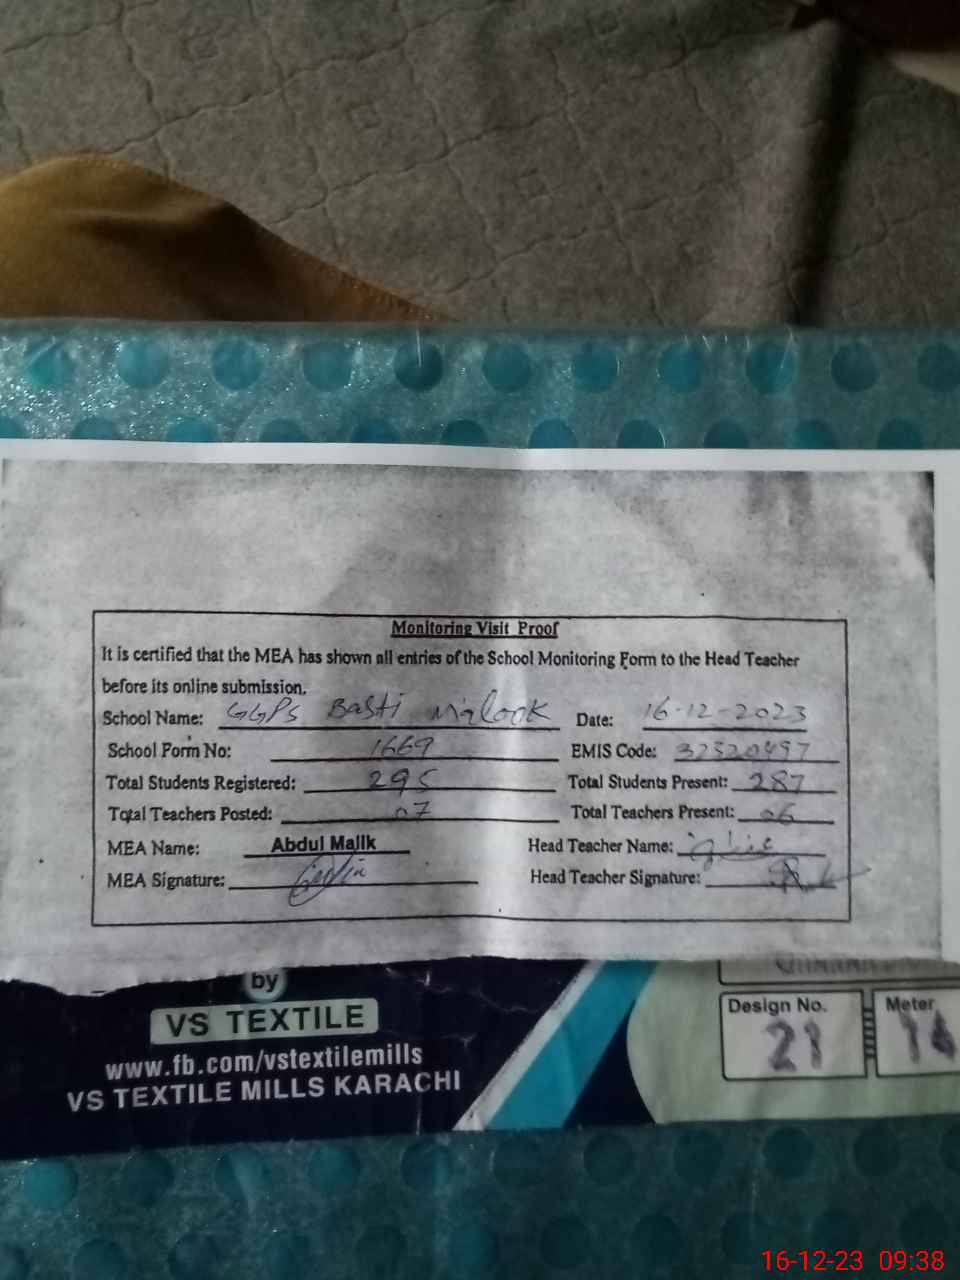 Monitoring Visit Proof
It is certified that the MEA has shown all entries of the School Monitoring Form to the Head Teacher
before its online submission.
School Name: GGPS Basti Malook Date: 16-12-2023
School Form No: 1669 EMIS Code: 32320497
Total Students Registered: 295 Total Students Present: 287
Total Teachers Posted: 07 Total Teachers Present: 06
MEA Name: Abdul Malik Head Teacher Name:
MEA Signature: Head Teacher Signature:
by
VS TEXTILE
www.fb.com/vstextilemills
VS TEXTILE MILLS KARACHI
Design No. Meter
21 14
16-12-23 09:38